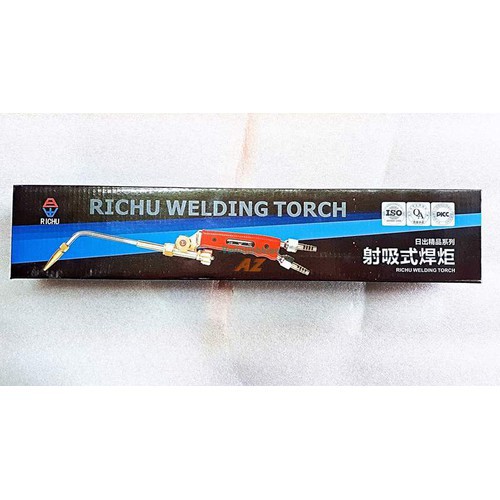 RICHU
RICHU WELDING TORCH
ISO
QA
PICC
日出精品系列
射吸式焊炬
RICHU WELDING TORCH
AZ